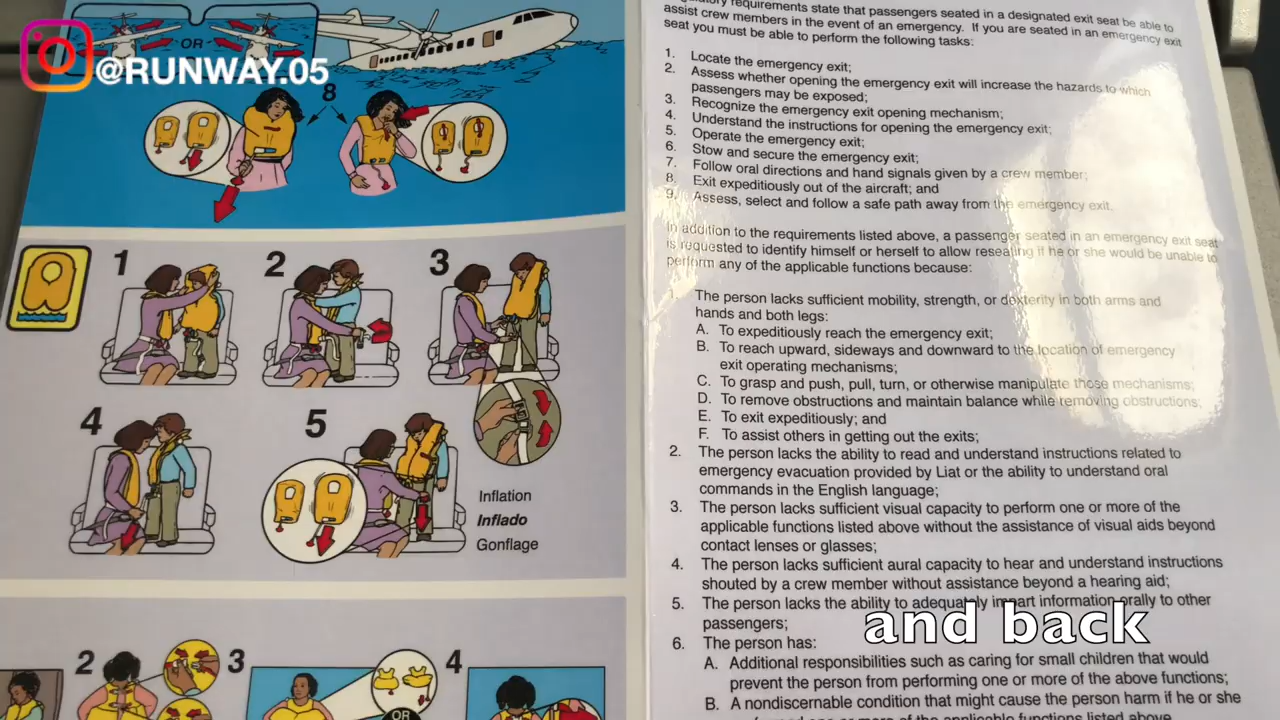 @RUNWAY.05
OR
8
1
2
3
4
5
Inflation
Inflado
Gonflage
2
3
4
OR
requirements state that passengers seated in a designated exit seat be able to
assist crew members in the event of an emergency. If you are seated in an emergency exit
seat you must be able to perform the following tasks:
1. Locate the emergency exit;
2. Assess whether opening the emergency exit will increase the hazards to which
passengers may be exposed;
3. Recognize the emergency exit opening mechanism;
4. Understand the instructions for opening the emergency exit;
5. Operate the emergency exit;
6. Stow and secure the emergency exit;
7. Follow oral directions and hand signals given by a crew member;
8. Exit expeditiously out of the aircraft; and
9. Assess, select and follow a safe path away from the emergency exit.
In addition to the requirements listed above, a passenger seated in an emergency exit seat
is requested to identify himself or herself to allow reseating if he or she would be unable to
perform any of the applicable functions because:
1. The person lacks sufficient mobility, strength, or dexterity in both arms and
hands and both legs:
A. To expeditiously reach the emergency exit;
B. To reach upward, sideways and downward to the location of emergency
exit operating mechanisms;
C. To grasp and push, pull, turn, or otherwise manipulate those mechanisms;
D. To remove obstructions and maintain balance while removing obstructions;
E. To exit expeditiously; and
F. To assist others in getting out the exits;
2. The person lacks the ability to read and understand instructions related to
emergency evacuation provided by Liat or the ability to understand oral
commands in the English language;
3. The person lacks sufficient visual capacity to perform one or more of the
applicable functions listed above without the assistance of visual aids beyond
contact lenses or glasses;
4. The person lacks sufficient aural capacity to hear and understand instructions
shouted by a crew member without assistance beyond a hearing aid;
5. The person lacks the ability to adequately impart information orally to other
passengers;
and back
6. The person has:
A. Additional responsibilities such as caring for small children that would
prevent the person from performing one or more of the above functions;
B. A nondiscernable condition that might cause the person harm if he or she
one or more of the applicable functions listed above